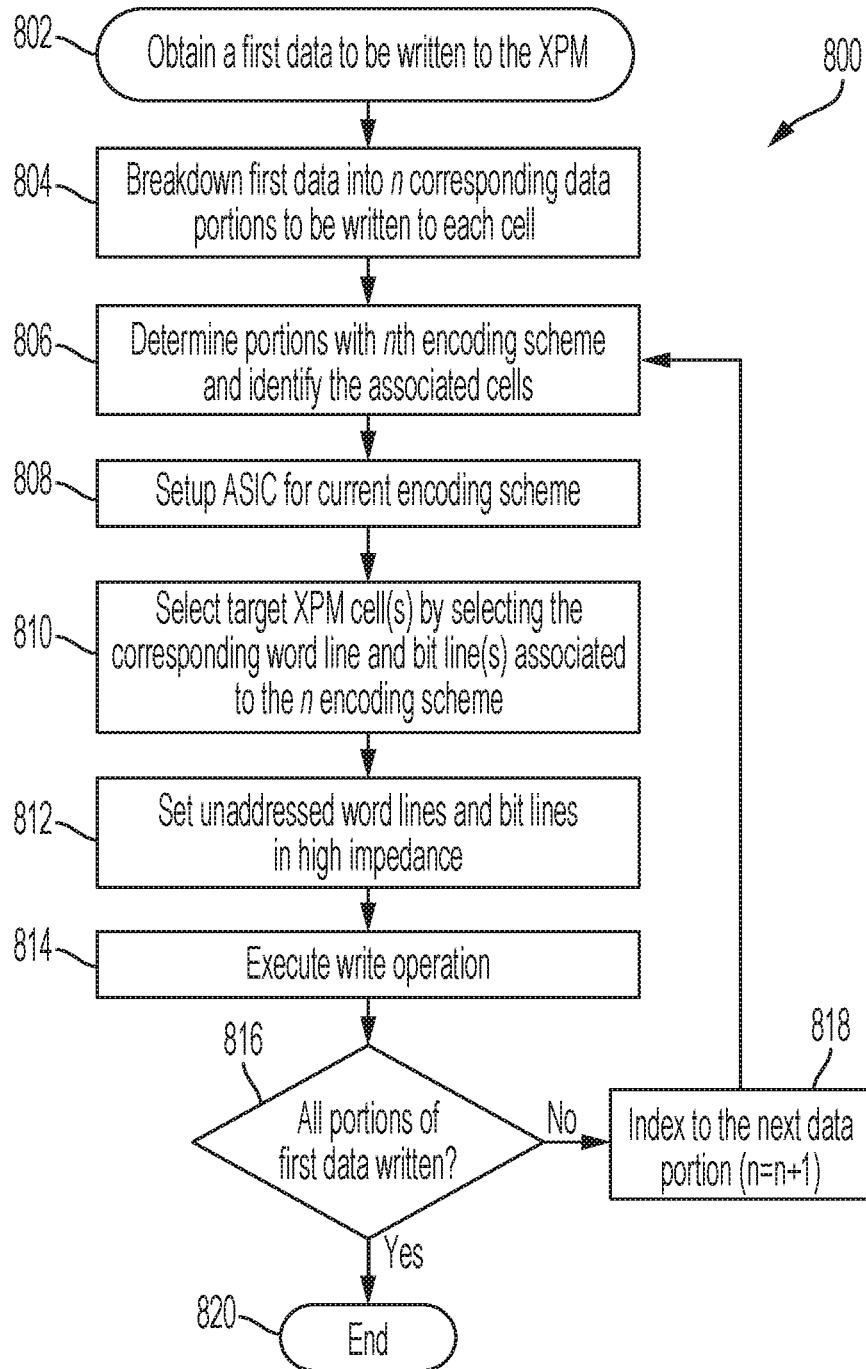 802
Obtain a first data to be written to the XPM
800
804
Breakdown first data into n corresponding data
portions to be written to each cell
806
Determine portions with nth encoding scheme
and identify the associated cells
808
Setup ASIC for current encoding scheme
810
Select target XPM cell(s) by selecting the
corresponding word line and bit line(s) associated
to the n encoding scheme
812
Set unaddressed word lines and bit lines
in high impedance
814
Execute write operation
816
All portions of
first data written?
No
818
Index to the next data
portion (n=n+1)
Yes
820
End